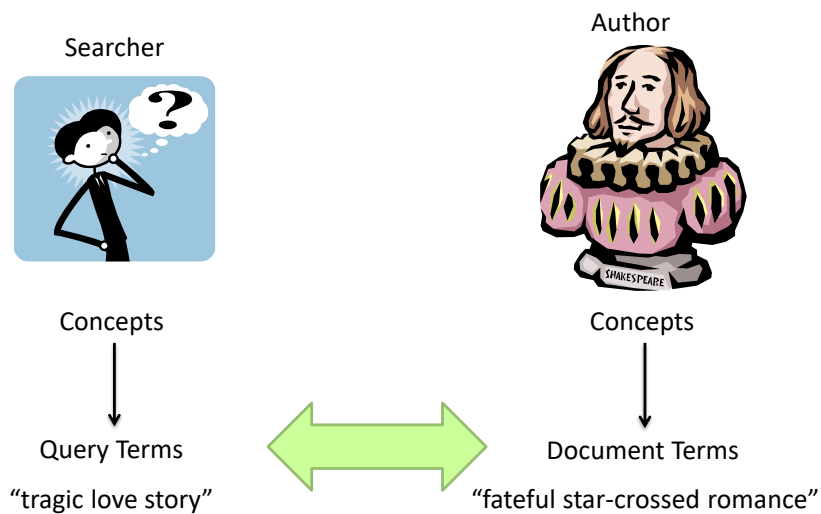 Searcher
Author
?
SHAKESPEARE
Concepts
Concepts
Query Terms
Document Terms
“tragic love story”
“fateful star-crossed romance”